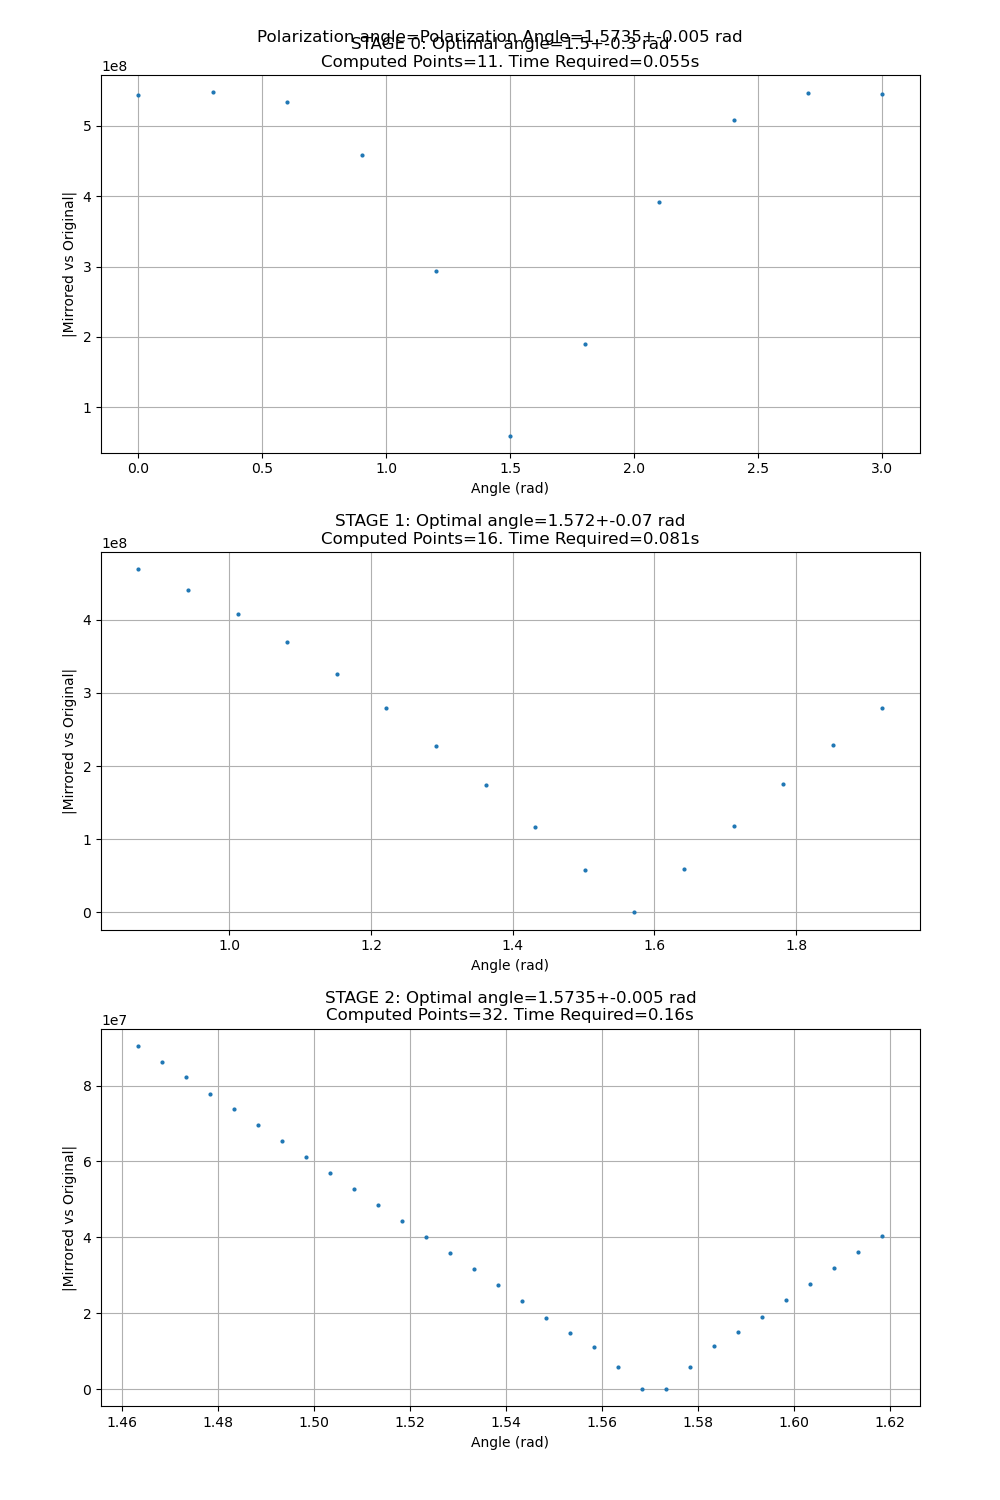 Polarization angle=Polarization Angle=1.5735+-0.005 rad
STAGE 0: Optimal angle=1.5+-0.3 rad
Computed Points=11. Time Required=0.055s
1e8
|Mirrored vs Original|
5
4
3
2
1
0.0 0.5 1.0 1.5 2.0 2.5 3.0
Angle (rad)
STAGE 1: Optimal angle=1.572+-0.07 rad
Computed Points=16. Time Required=0.081s
1e8
|Mirrored vs Original|
4
3
2
1
0
1.0 1.2 1.4 1.6 1.8
Angle (rad)
STAGE 2: Optimal angle=1.5735+-0.005 rad
Computed Points=32. Time Required=0.16s
1e7
|Mirrored vs Original|
8
6
4
2
0
1.46 1.48 1.50 1.52 1.54 1.56 1.58 1.60 1.62
Angle (rad)